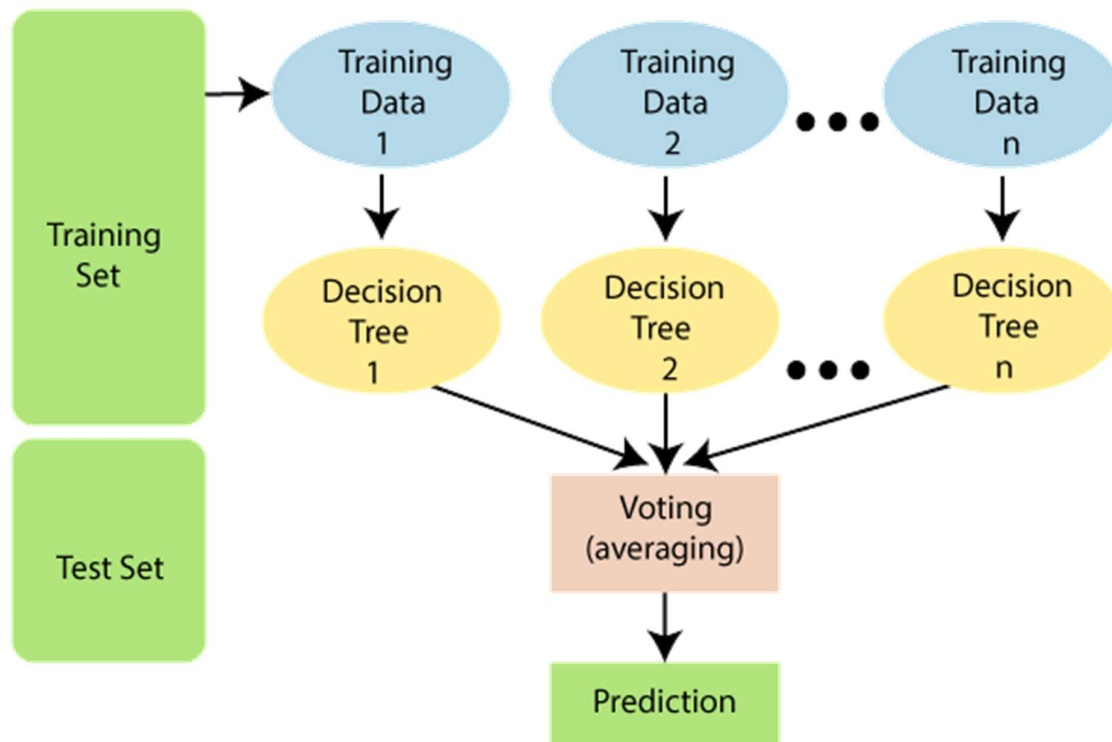 Training
Set
Test Set
Training
Data
1
Training
Data
2
Training
Data
n
Decision
Tree
1
Decision
Tree
2
Decision
Tree
n
Voting
(averaging)
Prediction